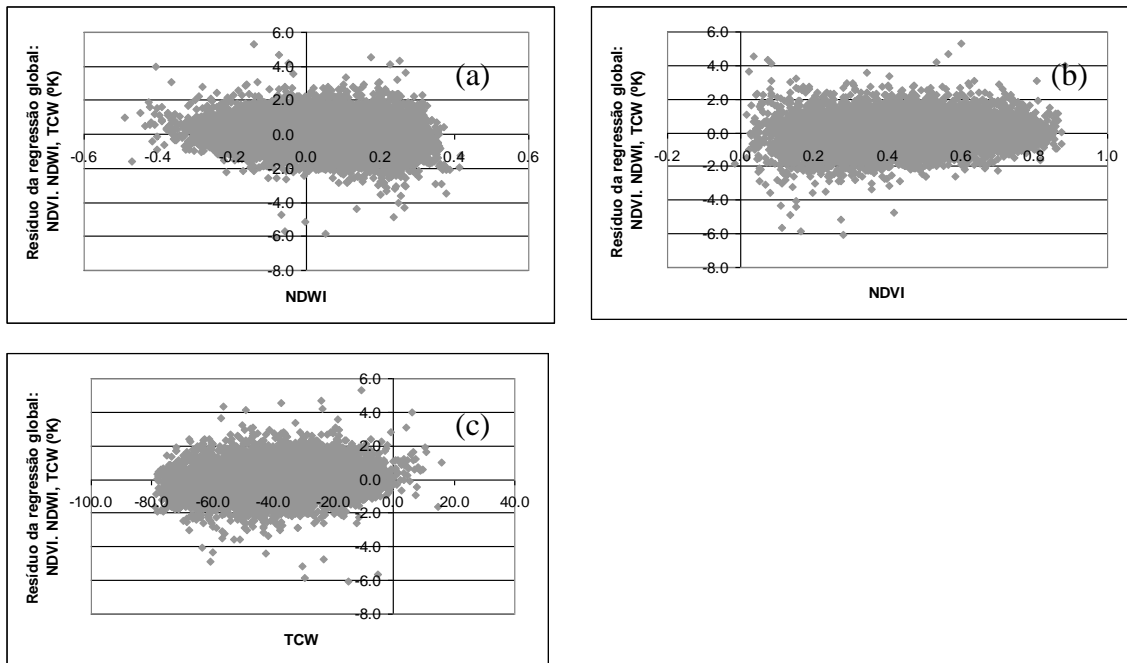 Resíduo da regressão global:
NDVI. NDWI, TCW (ºK)
6.0
4.0
2.0
0.0
-2.0
-4.0
-6.0
-8.0
-0.6 -0.4 -0.2 0.0 0.2 0.4 0.6
(a)
NDWI
Resíduo da regressão global:
NDVI. NDWI, TCW (ºK)
6.0
4.0
2.0
0.0
-2.0
-4.0
-6.0
-8.0
-0.2 0.0 0.2 0.4 0.6 0.8 1.0
(b)
NDVI
Resíduo da regressão global:
NDVI. NDWI, TCW (ºK)
6.0
4.0
2.0
0.0
-2.0
-4.0
-6.0
-8.0
-100.0 -80.0 -60.0 -40.0 -20.0 0.0 20.0 40.0
(c)
TCW